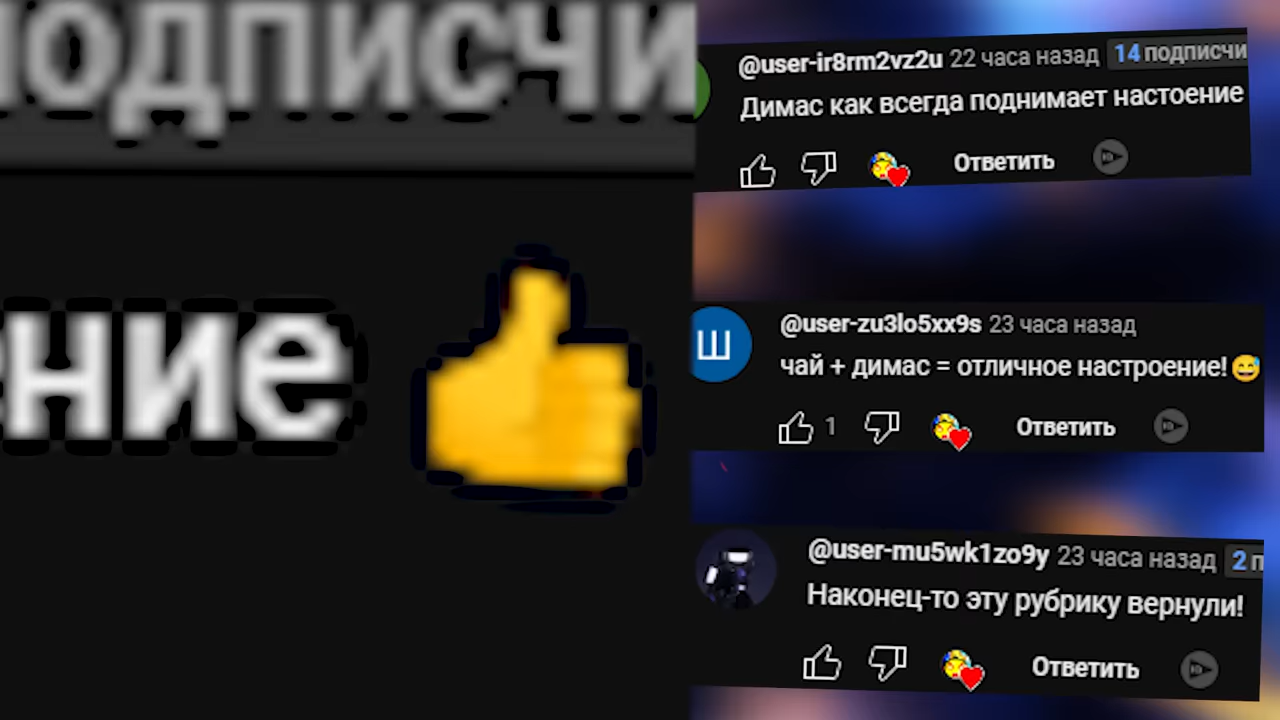 подписчи
ение 👍
@user-ir8rm2vz2u 22 часа назад 14 подписчи
Димас как всегда поднимает настоение
Ответить
Ш
@user-zu3lo5xx9s 23 часа назад
чай + димас = отличное настроение! 😅
1
Ответить
@user-mu5wk1zo9y 23 часа назад 2 п
Наконец-то эту рубрику вернули!
Ответить